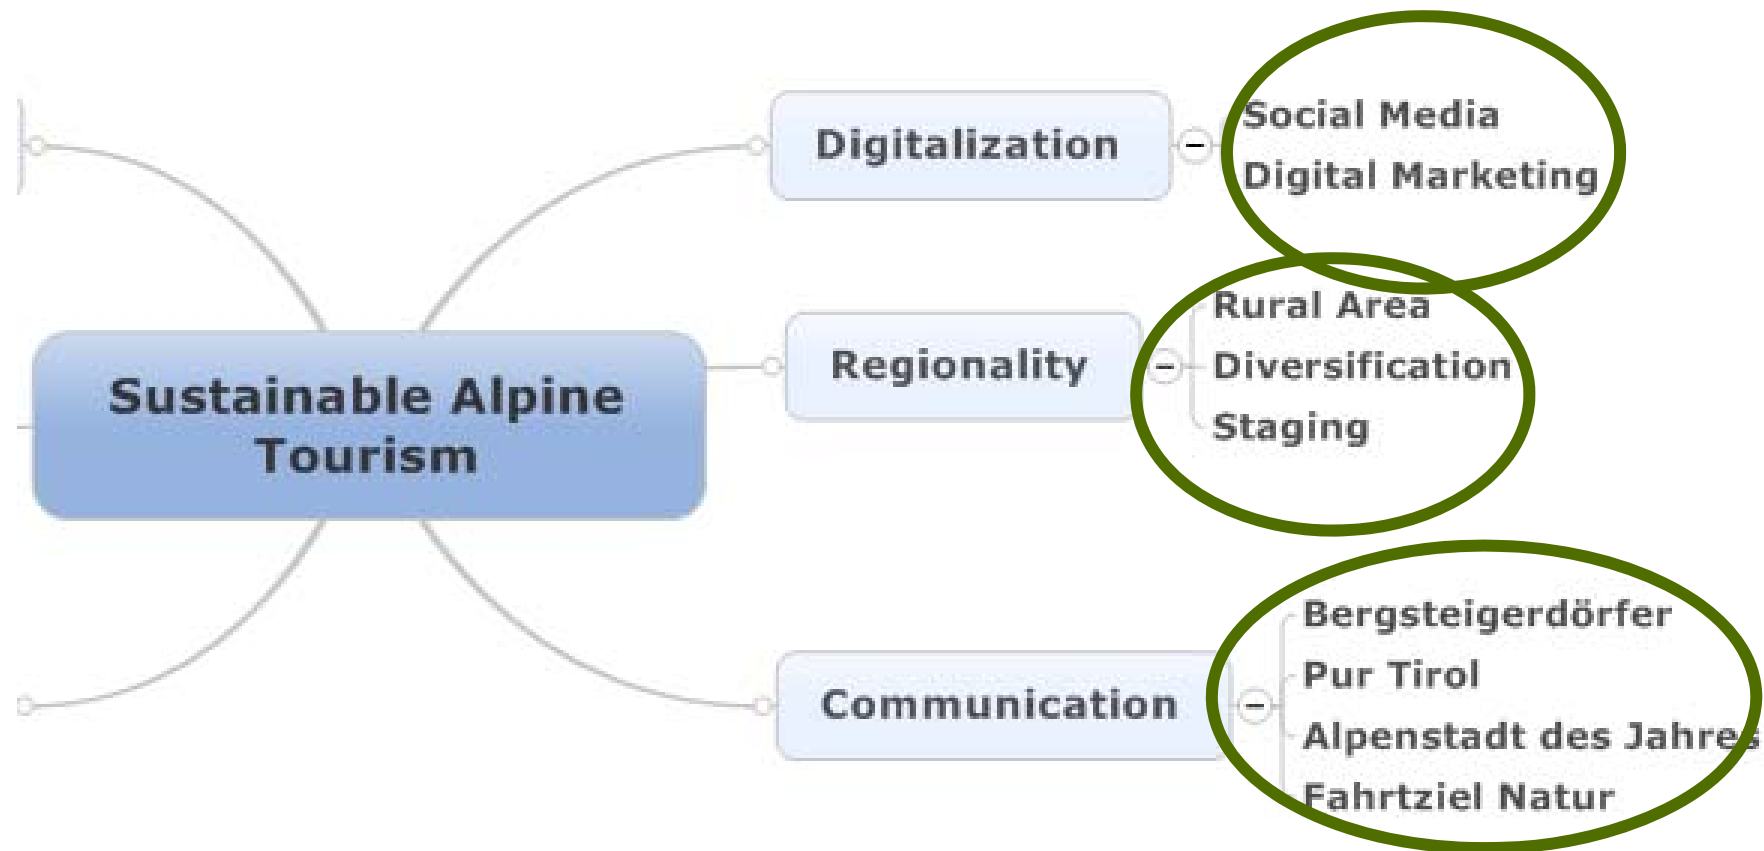 Digitalization
Social Media
Digital Marketing
Sustainable Alpine
Tourism
Regionality
Rural Area
Diversification
Staging
Communication
Bergsteigerdörfer
Pur Tirol
Alpenstadt des Jahres
Fahrtziel Natur